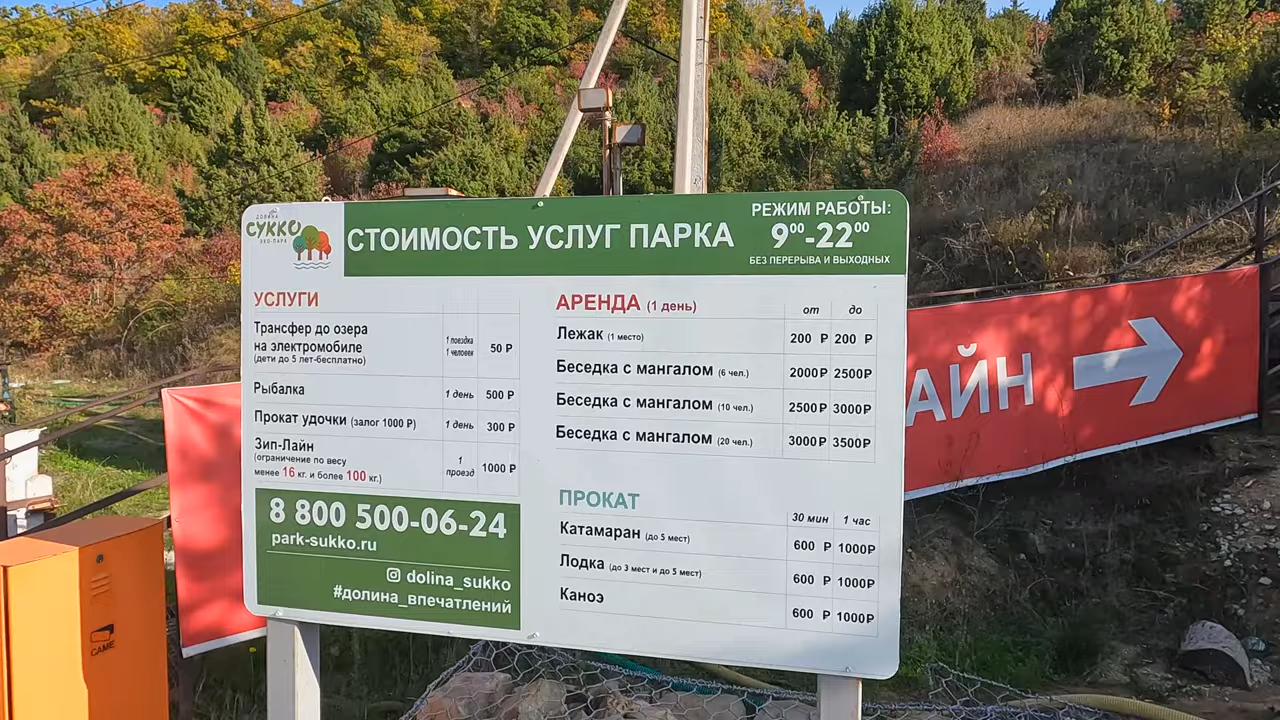 ДОЛИНА
СУККО
ЭКО-ПАРК
СТОИМОСТЬ УСЛУГ ПАРКА
РЕЖИМ РАБОТЫ:
9⁰⁰-22⁰⁰
БЕЗ ПЕРЕРЫВА И ВЫХОДНЫХ
УСЛУГИ
Трансфер до озера
на электромобиле
(дети до 5 лет-бесплатно)
1 поездка
1 человек
50 Р
Рыбалка 1 день 500 Р
Прокат удочки (залог 1000 Р) 1 день 300 Р
Зип-Лайн
(ограничение по весу
менее 16 кг. и более 100 кг.)
1
проезд
1000 Р
8 800 500-06-24
park-sukko.ru
dolina_sukko
#долина_впечатлений
АРЕНДА (1 день) от до
Лежак (1 место) 200 Р 200 Р
Беседка с мангалом (6 чел.) 2000Р 2500Р
Беседка с мангалом (10 чел.) 2500Р 3000Р
Беседка с мангалом (20 чел.) 3000Р 3500Р
ПРОКАТ 30 мин 1 час
Катамаран (до 5 мест) 600 Р 1000Р
Лодка (до 3 мест и до 5 мест) 600 Р 1000Р
Каноэ 600 Р 1000Р
АЙН
CAME